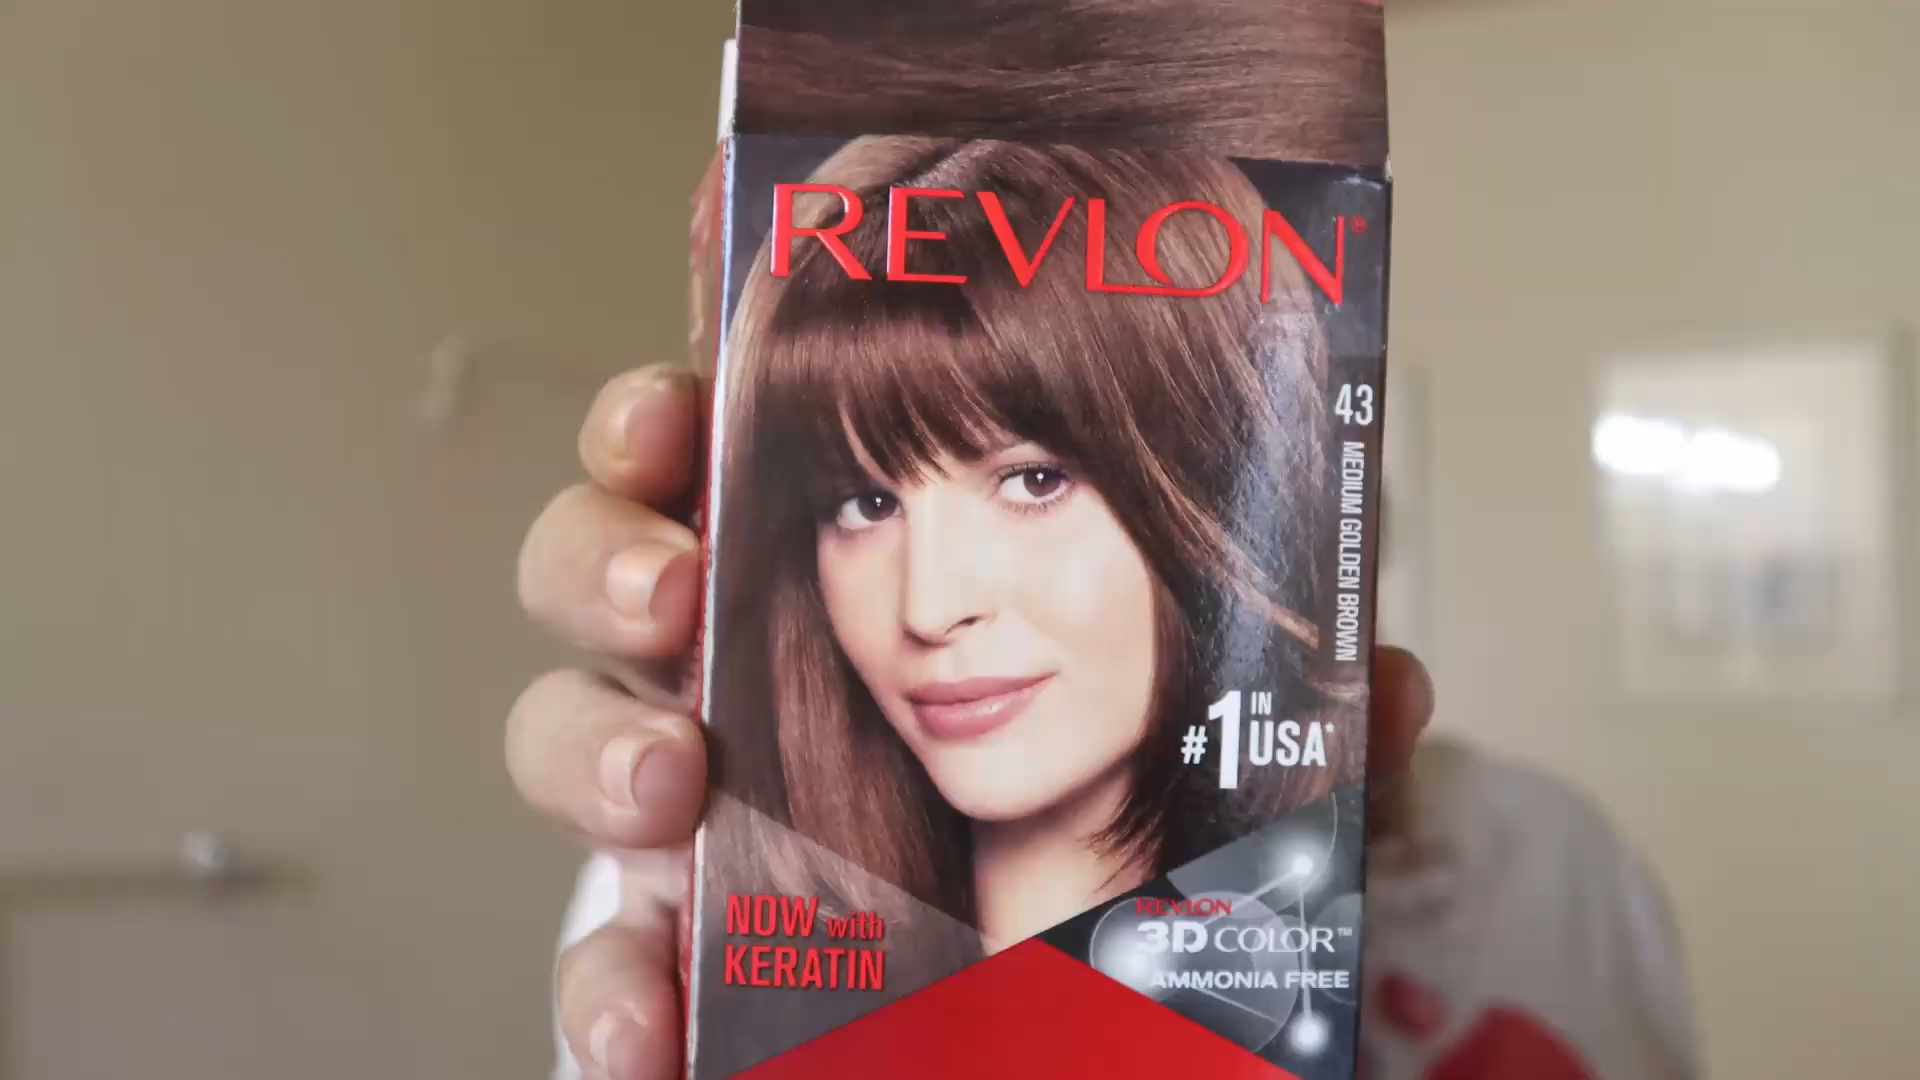 REVLON®
43 MEDIUM GOLDEN BROWN
#1 IN USA*
NOW with
KERATIN
REVLON
3D COLOR™
AMMONIA FREE